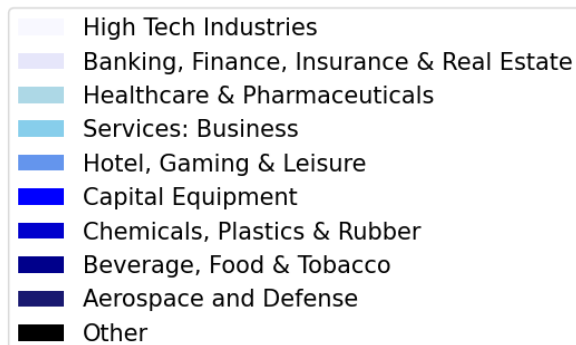 High Tech Industries
Banking, Finance, Insurance & Real Estate
Healthcare & Pharmaceuticals
Services: Business
Hotel, Gaming & Leisure
Capital Equipment
Chemicals, Plastics & Rubber
Beverage, Food & Tobacco
Aerospace and Defense
Other